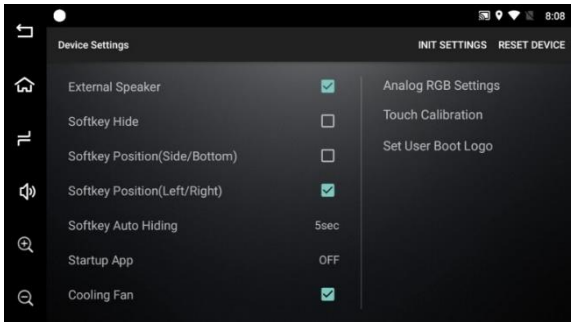 8:08
Device Settings
INIT SETTINGS RESET DEVICE
External Speaker
Softkey Hide
Softkey Position(Side/Bottom)
Softkey Position(Left/Right)
Softkey Auto Hiding 5sec
Startup App OFF
Cooling Fan
Analog RGB Settings
Touch Calibration
Set User Boot Logo